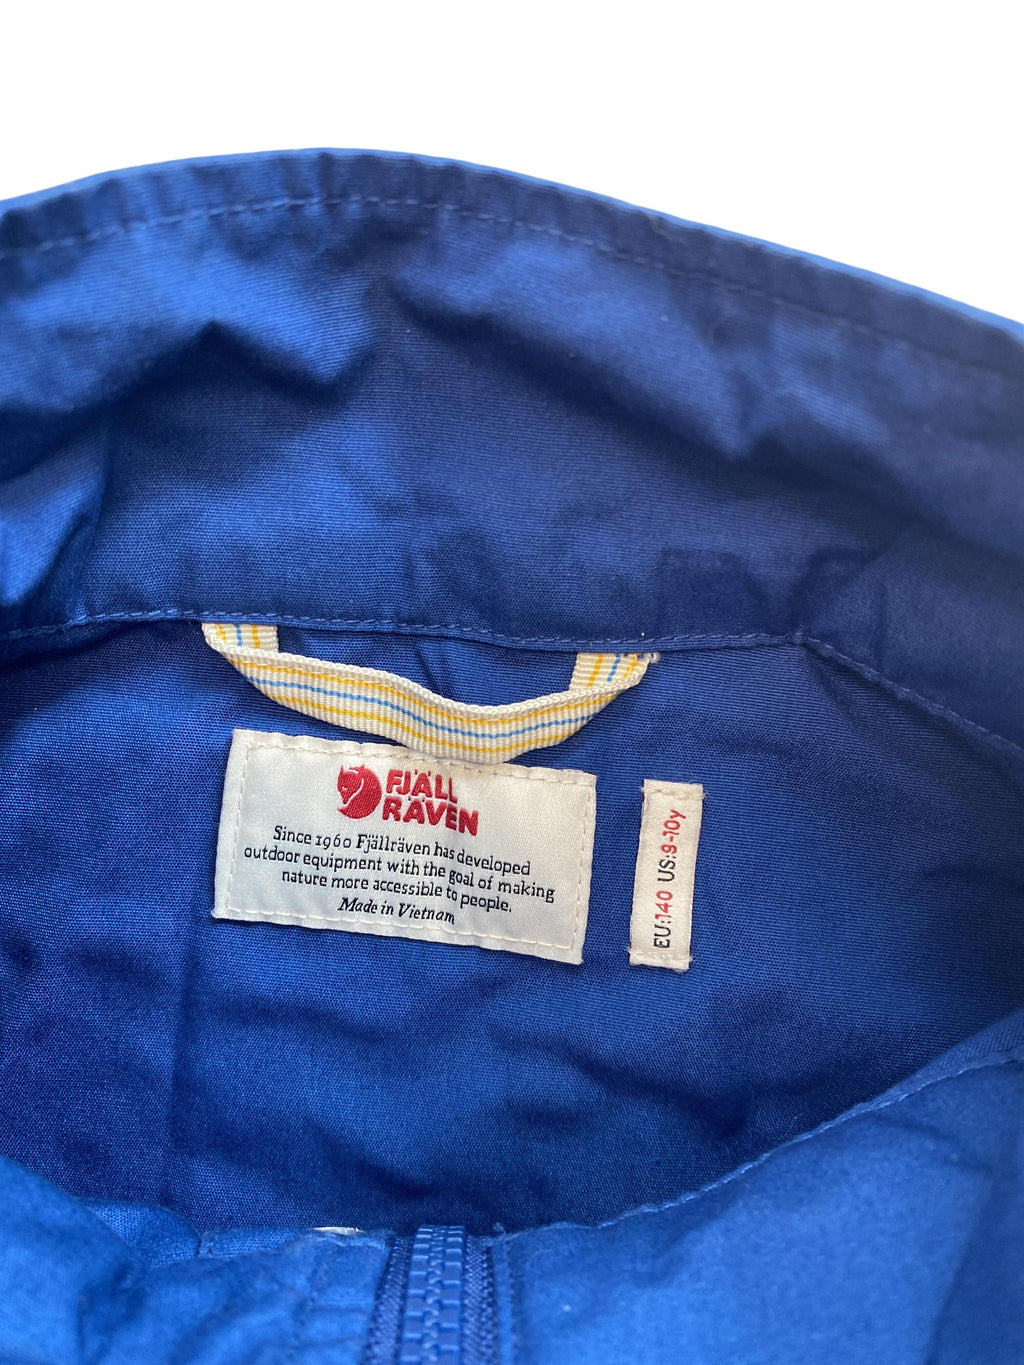 FJÄLL
RÄVEN
Since 1960 Fjällräven has developed
outdoor equipment with the goal of making
nature more accessible to people.
Made in Vietnam
EU:140 US:9-10y